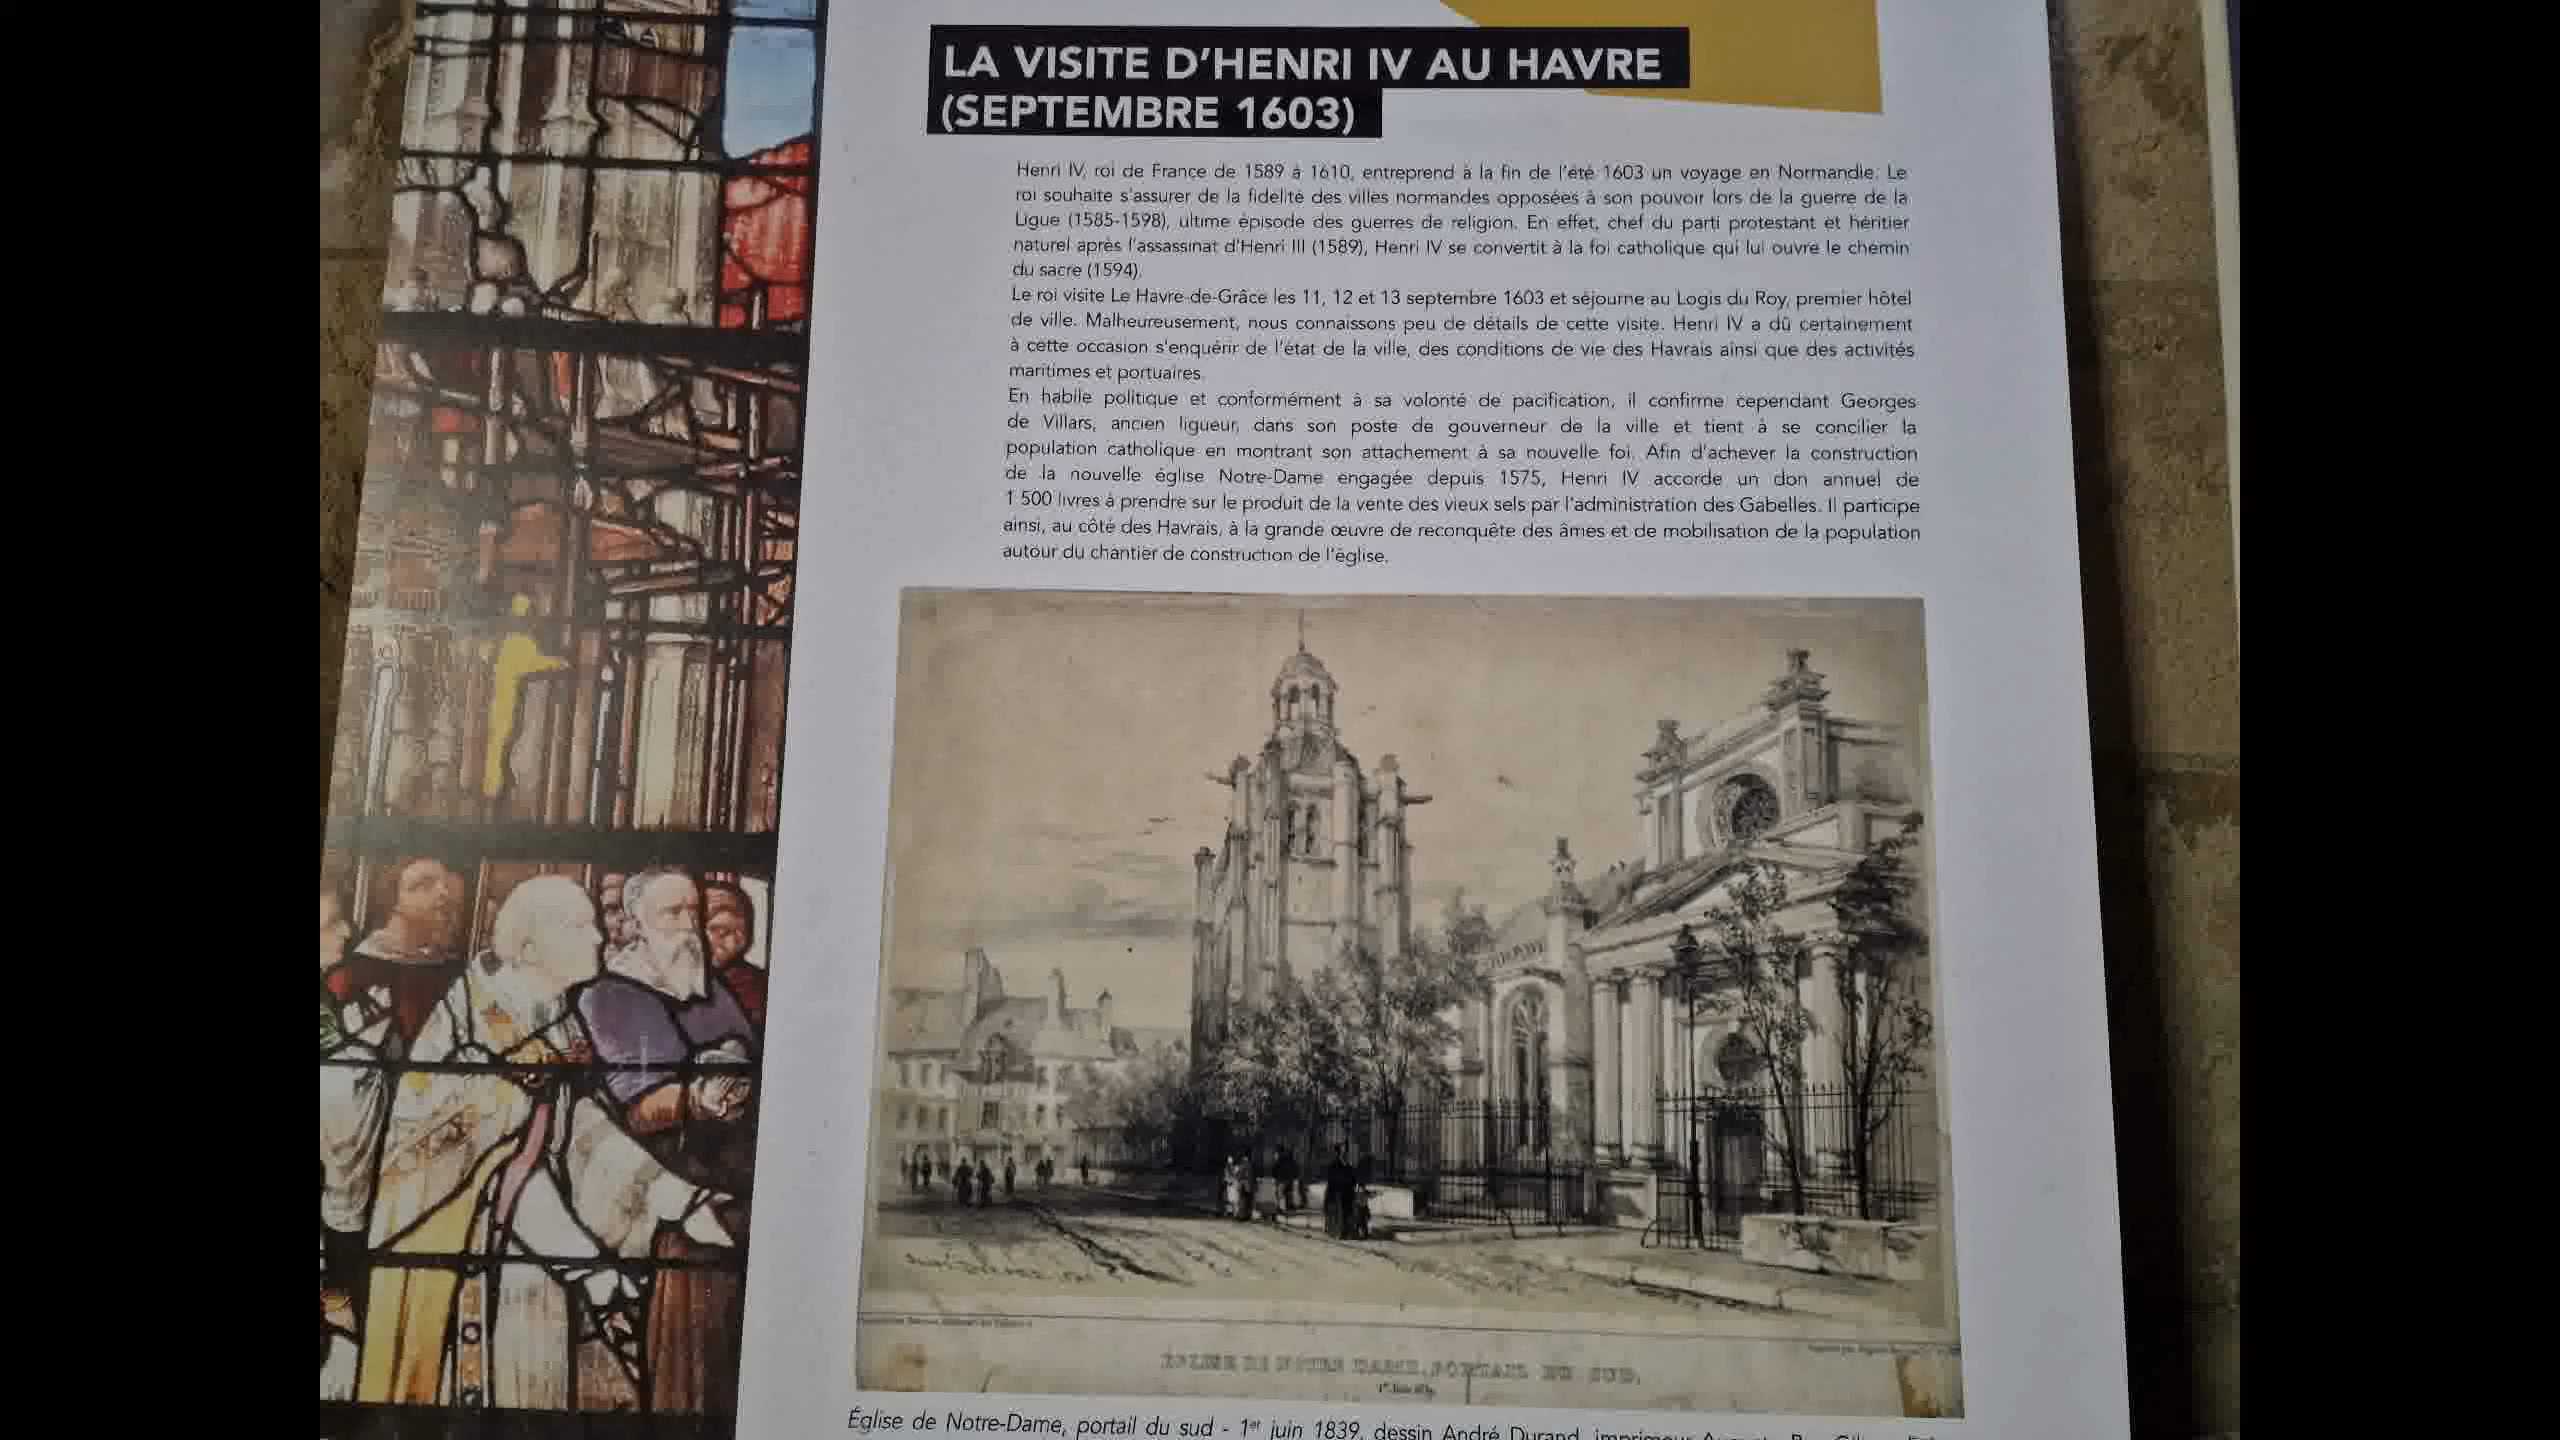 LA VISITE D'HENRI IV AU HAVRE
(SEPTEMBRE 1603)
Henri IV, roi de France de 1589 à 1610, entreprend à la fin de l'été 1603 un voyage en Normandie. Le
roi souhaite s'assurer de la fidélité des villes normandes opposées à son pouvoir lors de la guerre de la
Ligue (1585-1598), ultime épisode des guerres de religion. En effet, chef du parti protestant et héritier
naturel après l'assassinat d'Henri III (1589), Henri IV se convertit à la foi catholique qui lui ouvre le chemin
du sacre (1594).
Le roi visite Le Havre-de-Grâce les 11, 12 et 13 septembre 1603 et séjourne au Logis du Roy, premier hôtel
de ville. Malheureusement, nous connaissons peu de détails de cette visite. Henri IV a dû certainement
à cette occasion s'enquérir de l'état de la ville, des conditions de vie des Havrais ainsi que des activités
maritimes et portuaires.
En habile politique et conformément à sa volonté de pacification, il confirme cependant Georges
de Villars, ancien ligueur, dans son poste de gouverneur de la ville et tient à se concilier la
population catholique en montrant son attachement à sa nouvelle foi. Afin d'achever la construction
de la nouvelle église Notre-Dame engagée depuis 1575, Henri IV accorde un don annuel de
1 500 livres à prendre sur le produit de la vente des vieux sels par l'administration des Gabelles. Il participe
ainsi, au côté des Havrais, à la grande œuvre de reconquête des âmes et de mobilisation de la population
autour du chantier de construction de l'église.
ÉGLISE DE NOTRE DAME, PORTAIL DU SUD.
Église de Notre-Dame, portail du sud - 1er juin 1839, dessin André Durand, imprimeur